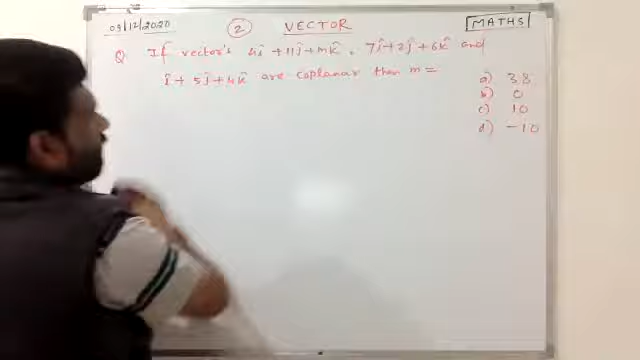 09/12/2020
2
VECTOR
MATHS
Q If vector's 4î + 11ĵ + mk̂, 7î + 2ĵ + 6k̂ and
î + 5ĵ + 4k̂ are coplanar then m =
a) 38
b) 0
c) 10
d) -10